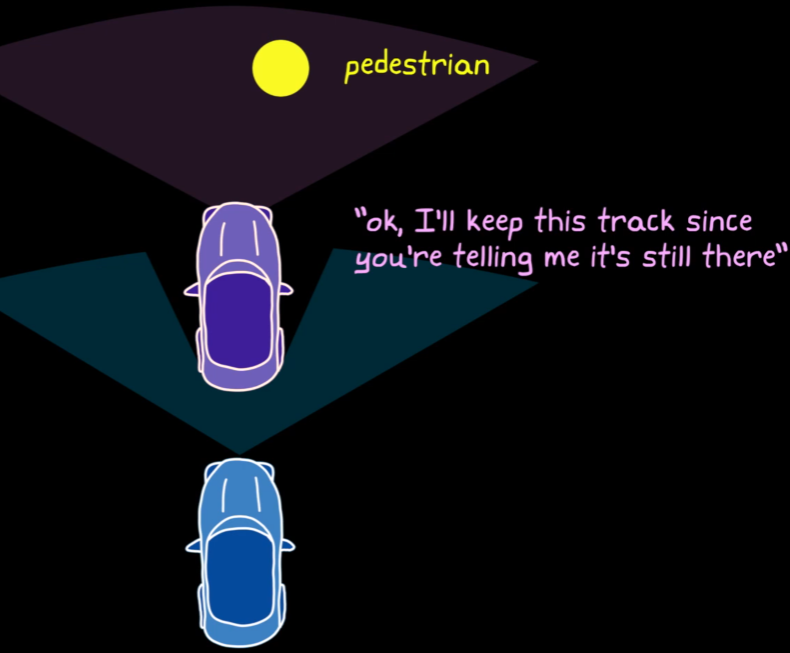 pedestrian
"ok, I'll keep this track since
you're telling me it's still there"